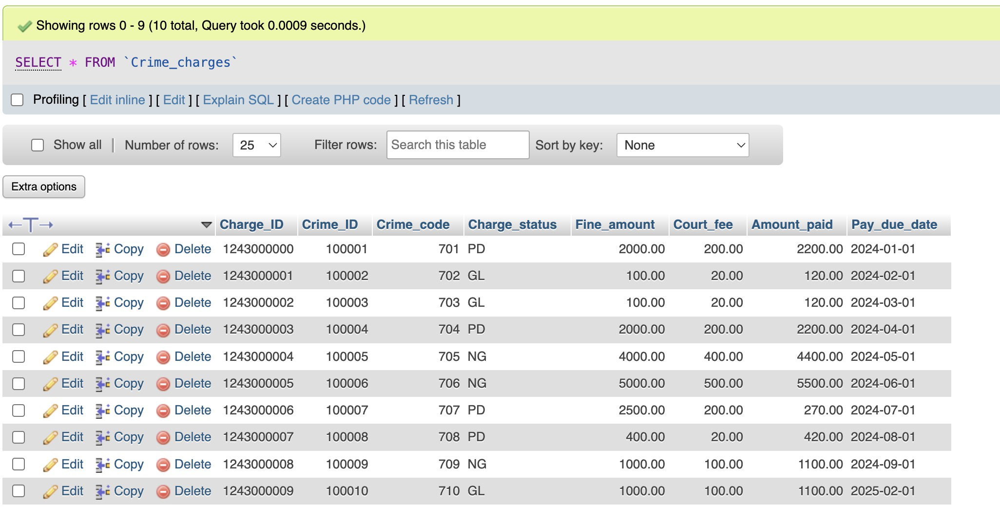 Showing rows 0 - 9 (10 total, Query took 0.0009 seconds.)
SELECT * FROM `Crime_charges`
Profiling [ Edit inline ] [ Edit ] [ Explain SQL ] [ Create PHP code ] [ Refresh ]
Show all | Number of rows: 25 Filter rows: Search this table Sort by key: None
Extra options
←T→ Charge_ID Crime_ID Crime_code Charge_status Fine_amount Court_fee Amount_paid Pay_due_date
Edit Copy Delete 1243000000 100001 701 PD 2000.00 200.00 2200.00 2024-01-01
Edit Copy Delete 1243000001 100002 702 GL 100.00 20.00 120.00 2024-02-01
Edit Copy Delete 1243000002 100003 703 GL 100.00 20.00 120.00 2024-03-01
Edit Copy Delete 1243000003 100004 704 PD 2000.00 200.00 2200.00 2024-04-01
Edit Copy Delete 1243000004 100005 705 NG 4000.00 400.00 4400.00 2024-05-01
Edit Copy Delete 1243000005 100006 706 NG 5000.00 500.00 5500.00 2024-06-01
Edit Copy Delete 1243000006 100007 707 PD 2500.00 200.00 270.00 2024-07-01
Edit Copy Delete 1243000007 100008 708 PD 400.00 20.00 420.00 2024-08-01
Edit Copy Delete 1243000008 100009 709 NG 1000.00 100.00 1100.00 2024-09-01
Edit Copy Delete 1243000009 100010 710 GL 1000.00 100.00 1100.00 2025-02-01